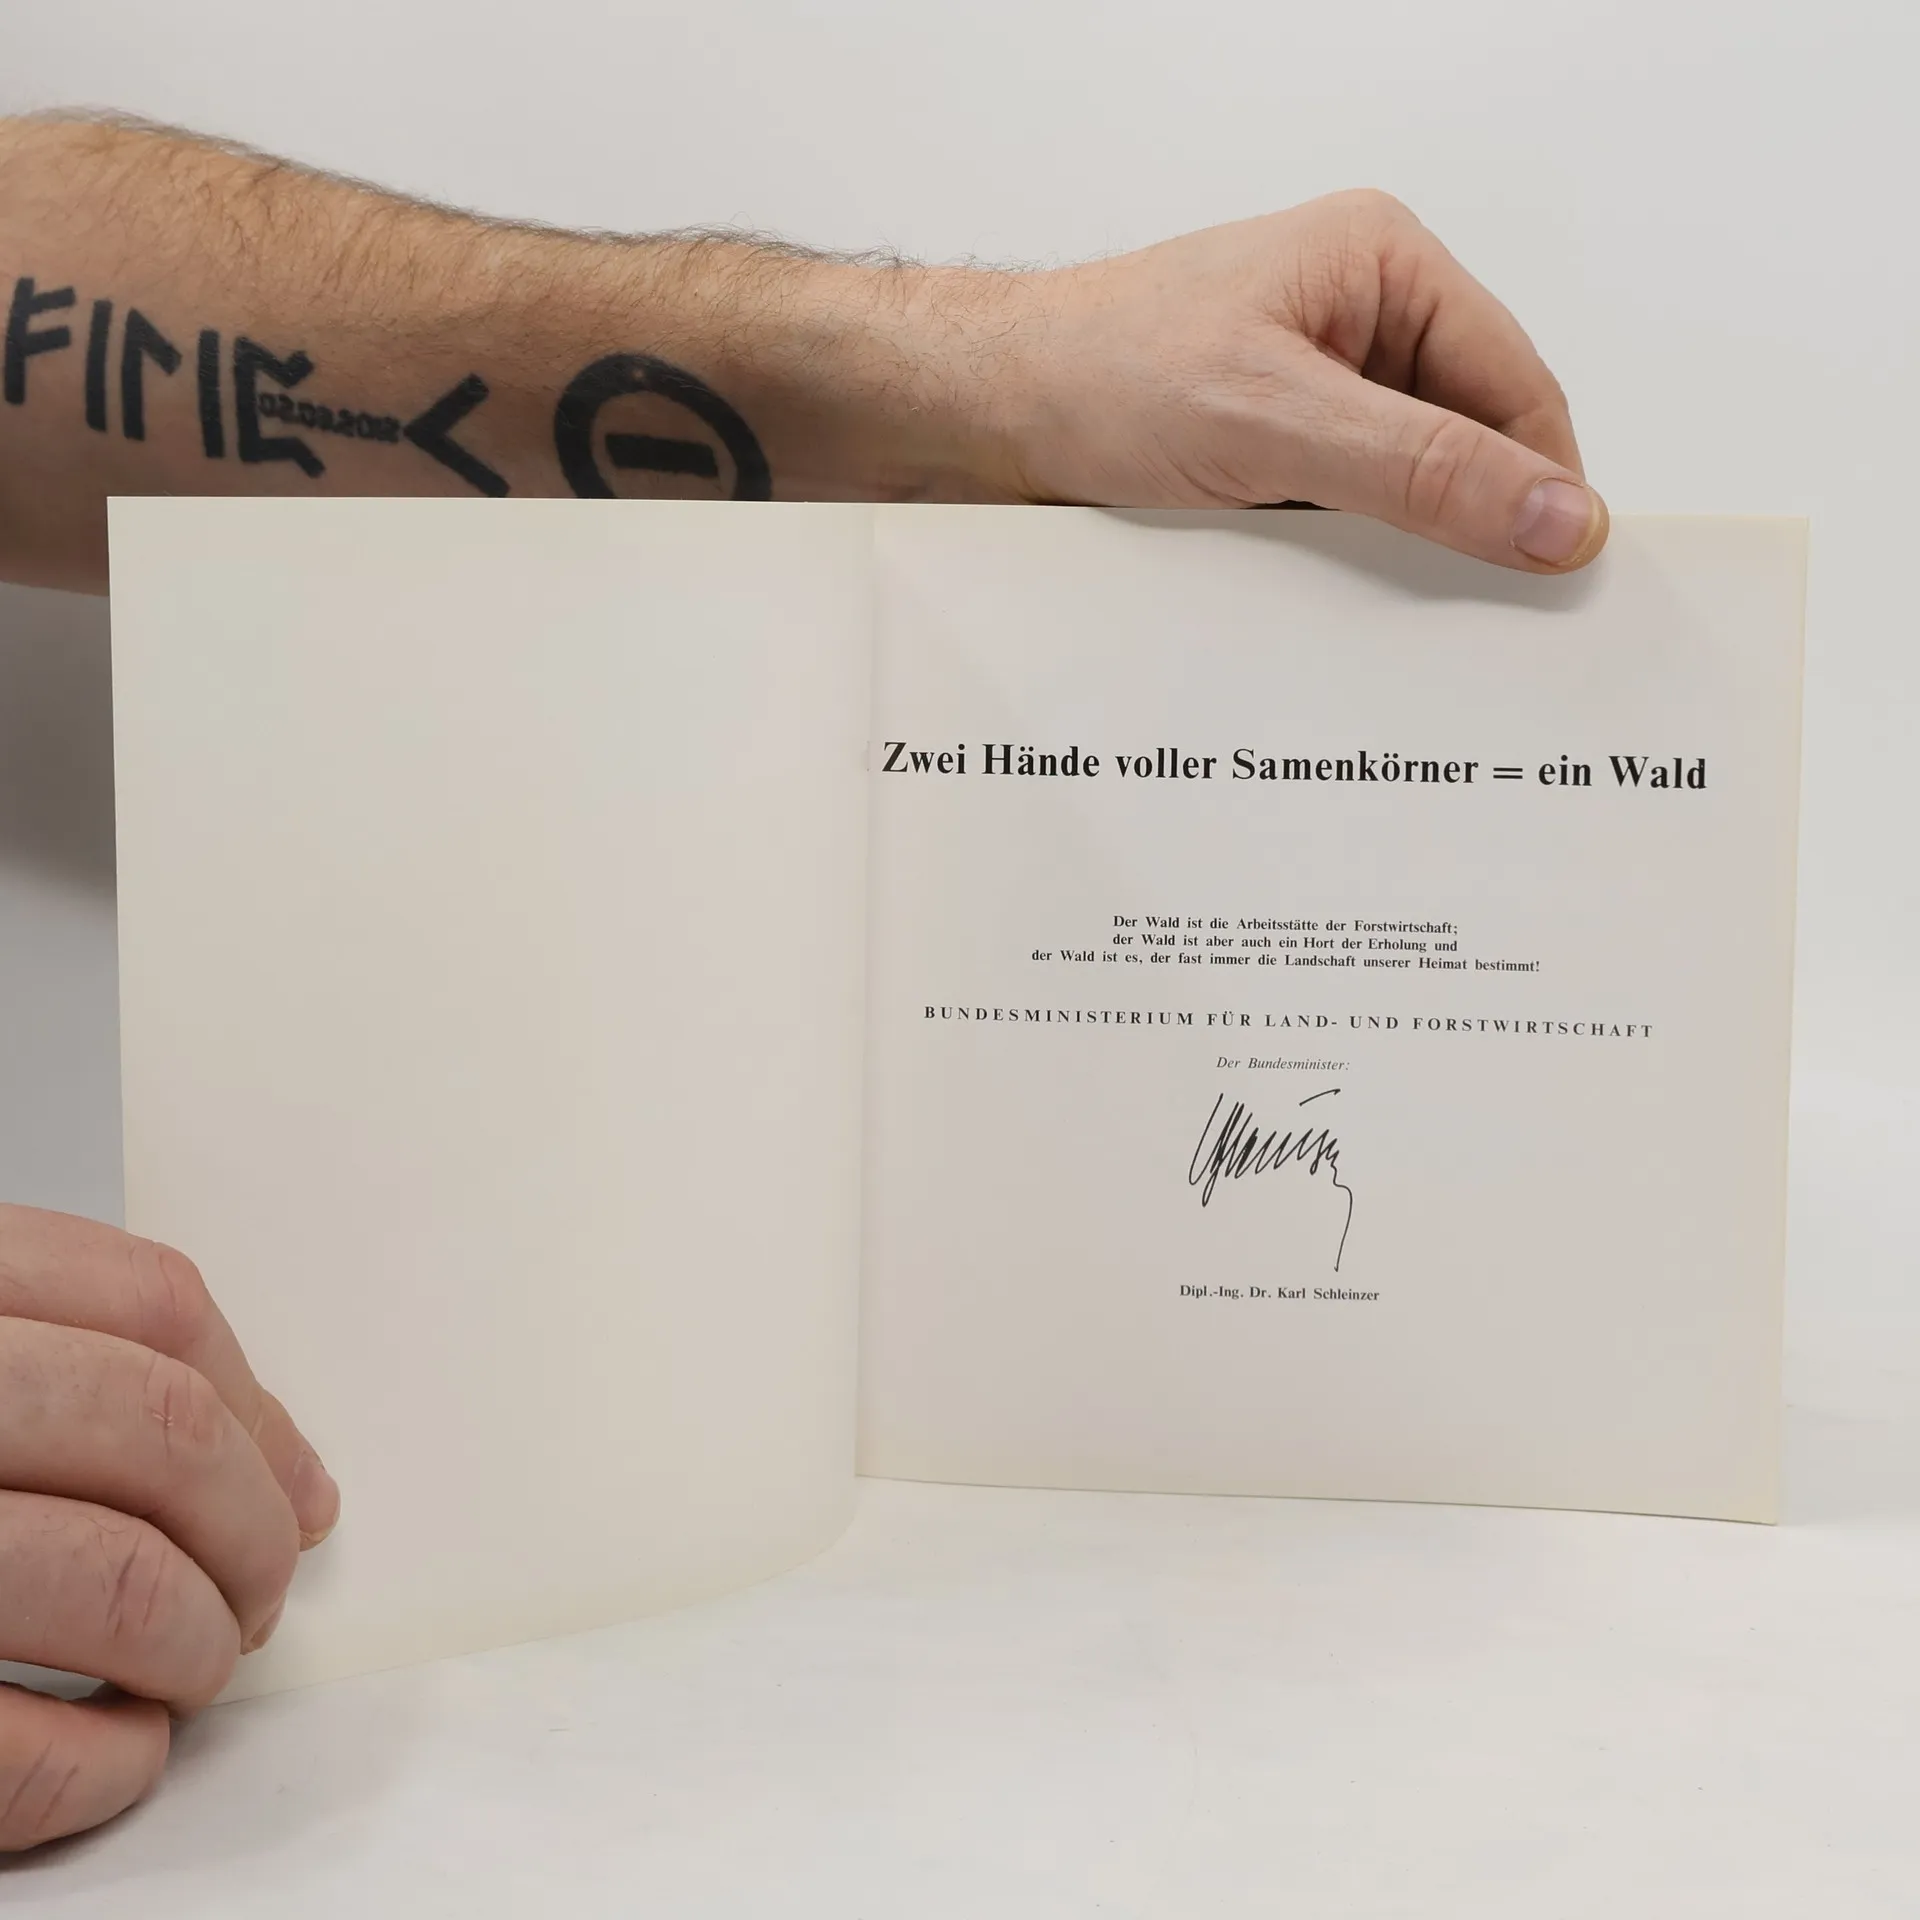 Zwei Hände voller Samenkörner = ein Wald
Der Wald ist die Arbeitsstätte der Forstwirtschaft;
der Wald ist aber auch ein Hort der Erholung und
der Wald ist es, der fast immer die Landschaft unserer Heimat bestimmt!
BUNDESMINISTERIUM FÜR LAND- UND FORSTWIRTSCHAFT
Der Bundesminister:
Dipl.-Ing. Dr. Karl Schleinzer